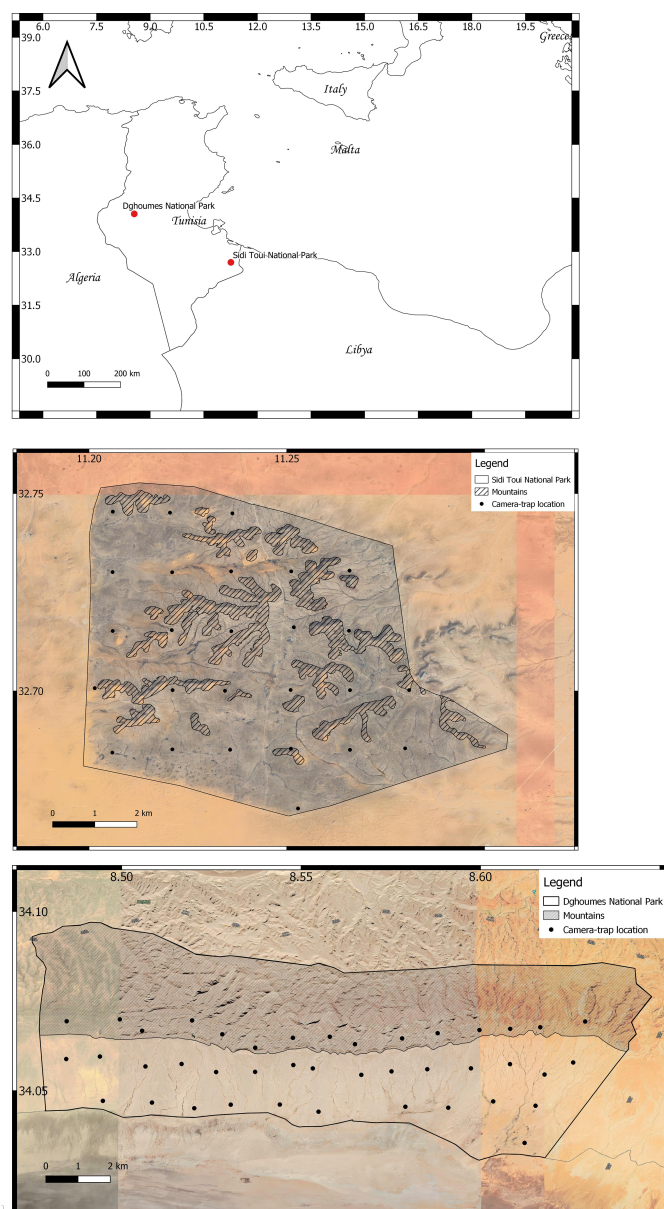 6.0 7.5 9.0 10.5 12.0 13.5 15.0 16.5 18.0 19.5
39.0
Greece
37.5
Italy
36.0
Malta
34.5
Dghoumes National Park
Tunisia
33.0
Sidi Toui National Park
Algeria
31.5
Libya
30.0
0 100 200 km
11.20 11.25
Legend
Sidi Toui National Park
Mountains
Camera-trap location
32.75
32.70
0 1 2 km
8.50 8.55 8.60
Legend
Dghoumes National Park
Mountains
Camera-trap location
34.10
34.05
0 1 2 km